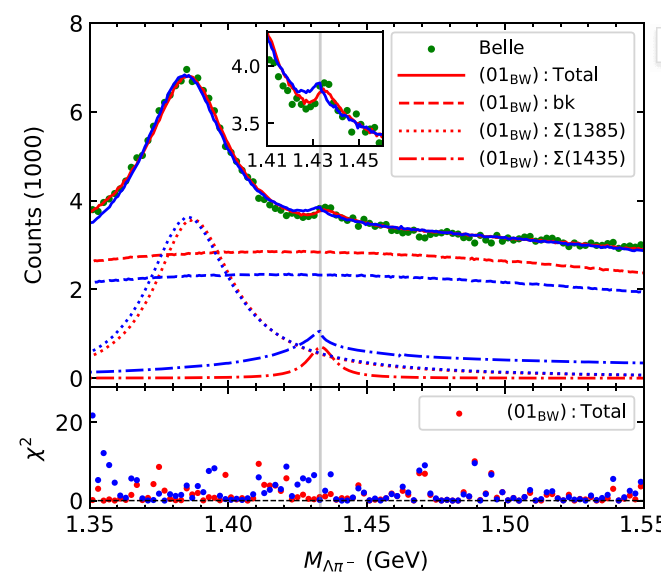 8
6
4
2
0
Counts (1000)
4.0
3.5
1.41
1.43
1.45
Belle
(01BW) : Total
(01BW) : bk
(01BW) : Σ(1385)
(01BW) : Σ(1435)
20
0
χ²
(01BW) : Total
1.35 1.40 1.45 1.50 1.55
MΛπ⁻ (GeV)